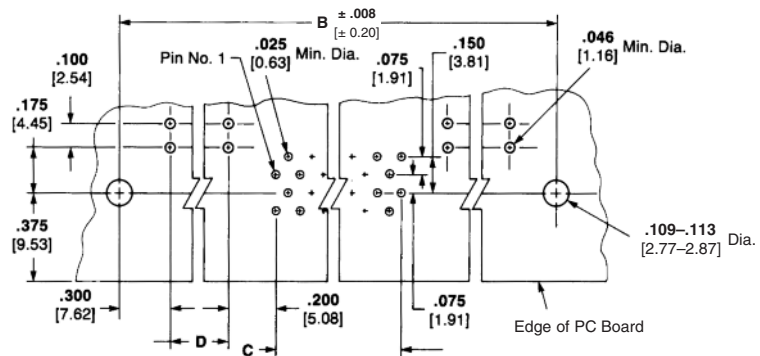 B ± .008
[± 0.20]
.100
[2.54]
Pin No. 1
.025
[0.63] Min. Dia.
.075
[1.91]
.150
[3.81]
.046
[1.16] Min. Dia.
.175
[4.45]
.375
[9.53]
.109–.113
[2.77–2.87] Dia.
.300
[7.62]
.200
[5.08]
.075
[1.91]
Edge of PC Board
D
C